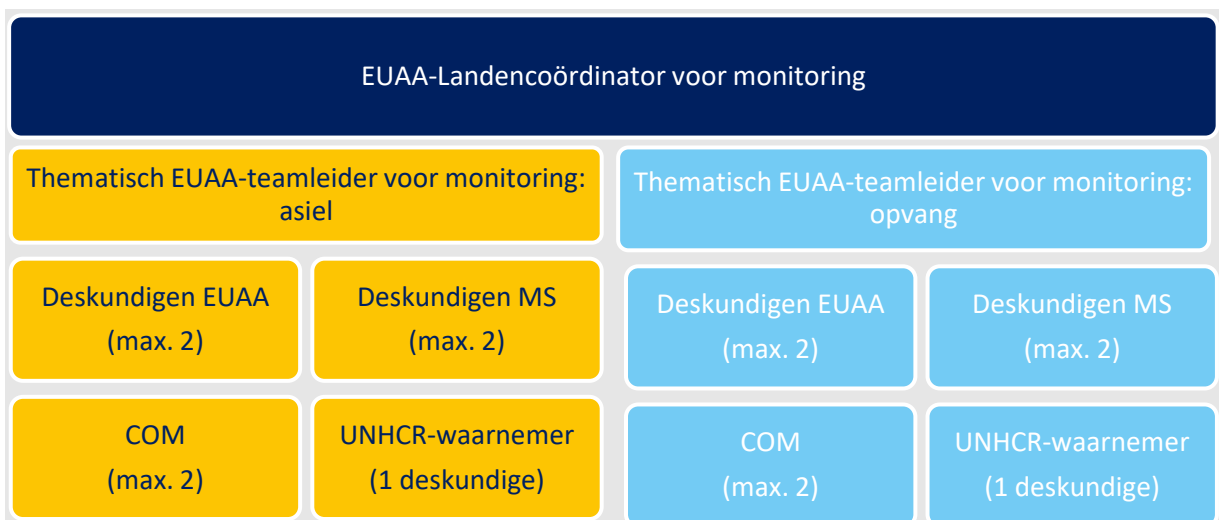 EUAA-Landencoördinator voor monitoring
Thematisch EUAA-teamleider voor monitoring:
asiel
Thematisch EUAA-teamleider voor monitoring:
opvang
Deskundigen EUAA
(max. 2)
Deskundigen MS
(max. 2)
Deskundigen EUAA
(max. 2)
Deskundigen MS
(max. 2)
COM
(max. 2)
UNHCR-waarnemer
(1 deskundige)
COM
(max. 2)
UNHCR-waarnemer
(1 deskundige)